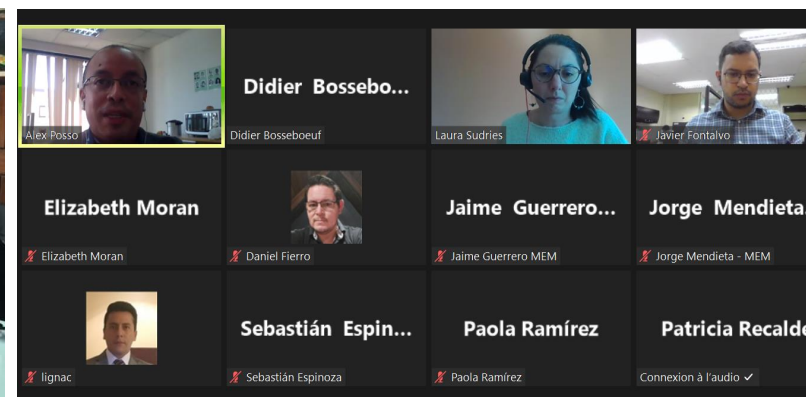 Alex Posso
Didier Bossebo...
Didier Bosseboeuf
Laura Sudries
Javier Fontalvo
Elizabeth Moran
Elizabeth Moran
Daniel Fierro
Jaime Guerrero...
Jaime Guerrero MEM
Jorge Mendieta.
Jorge Mendieta - MEM
lignac
Sebastián Espin...
Sebastián Espinoza
Paola Ramírez
Paola Ramírez
Patricia Recalde
Connexion à l'audio